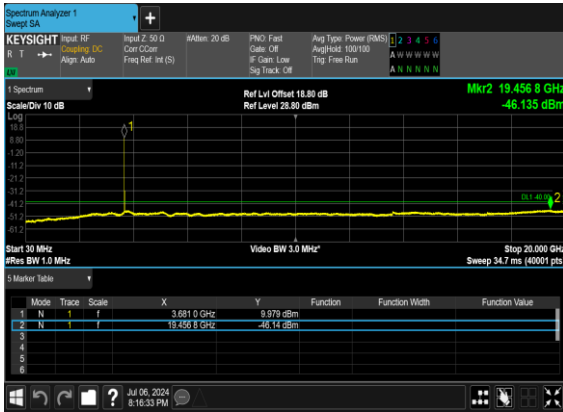 Spectrum Analyzer 1
Swept SA
KEYSIGHT Input: RF Input Z: 50 Ω #Atten: 20 dB PNO: Fast Avg Type: Power (RMS) 1 2 3 4 5 6
R T Coupling: DC Corr CCorr Gate: Off Avg|Hold: 100/100 A W W W W W
Align: Auto Freq Ref: Int (S) IF Gain: Low Trig: Free Run
Sig Track: Off A N N N N N
1 Spectrum
Scale/Div 10 dB
Ref Lvl Offset 18.80 dB
Ref Level 28.80 dBm
Mkr2 19.456 8 GHz
-46.135 dBm
Log
18.8
8.80
-1.20
-11.2
-21.2
-31.2
-41.2
-51.2
-61.2
1
2
Start 30 MHz Video BW 3.0 MHz* Stop 20.000 GHz
#Res BW 1.0 MHz Sweep 34.7 ms (40001 pts)
5 Marker Table
Mode Trace Scale X Y Function Function Width Function Value
1 N 1 f 3.681 0 GHz 9.979 dBm
2 N 1 f 19.456 8 GHz -46.14 dBm
3
4
5
6
?
Jul 06, 2024
8:16:33 PM